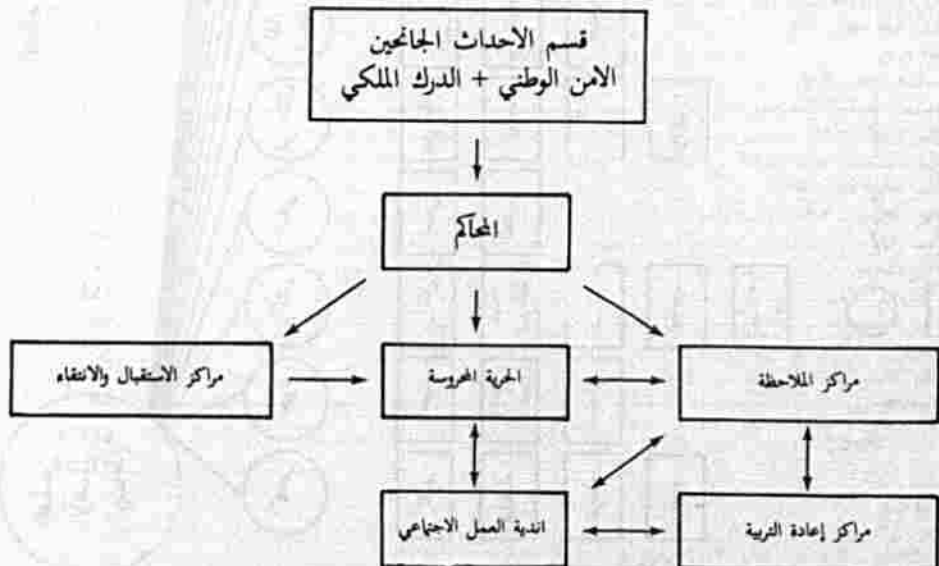 قسم الاحداث الجانحين
الامن الوطني + الدرك الملكي
المحاكم
مراكز الملاحظة
الحرية المحروسة
مراكز الاستقبال والانتقاء
مراكز إعادة التربية
اندية العمل الاجتماعي